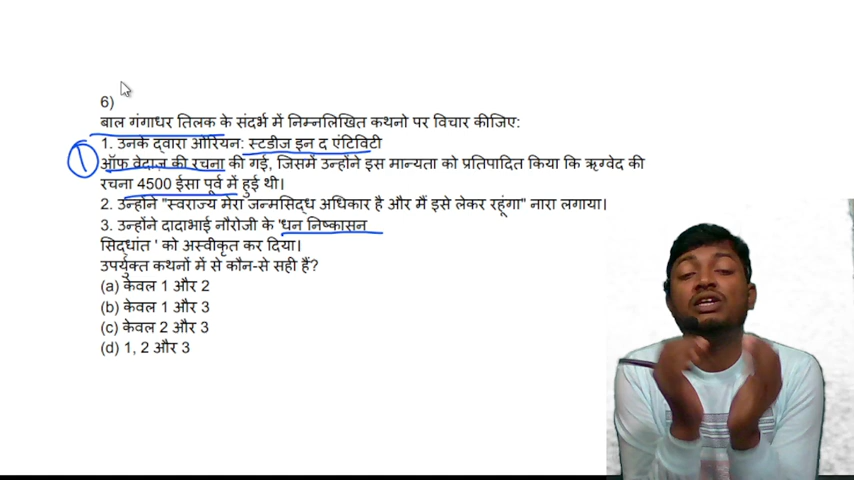 6)
बाल गंगाधर तिलक के संदर्भ में निम्नलिखित कथनो पर विचार कीजिए:
1. उनके द्वारा ओरियन: स्टडीज इन द एंटिविटी
ऑफ वेदाज़ की रचना की गई, जिसमें उन्होंने इस मान्यता को प्रतिपादित किया कि ऋग्वेद की
रचना 4500 ईसा पूर्व में हुई थी।
2. उन्होंने "स्वराज्य मेरा जन्मसिद्ध अधिकार है और मैं इसे लेकर रहूंगा" नारा लगाया।
3. उन्होंने दादाभाई नौरोजी के 'धन निष्कासन
सिद्धांत ' को अस्वीकृत कर दिया।
उपर्युक्त कथनों में से कौन-से सही हैं?
(a) केवल 1 और 2
(b) केवल 1 और 3
(c) केवल 2 और 3
(d) 1, 2 और 3